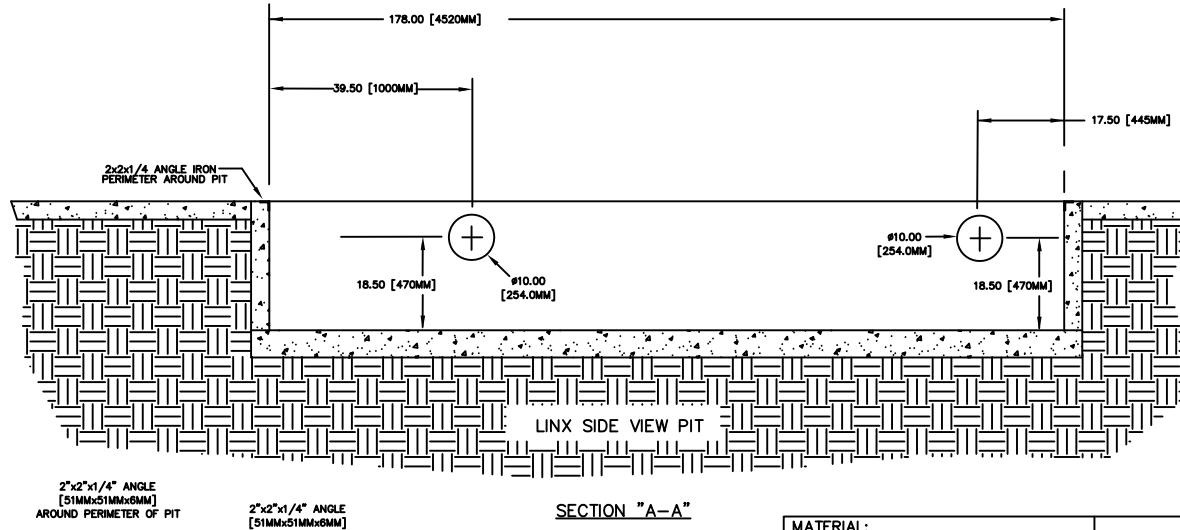 178.00 [4520MM]
39.50 [1000MM]
17.50 [445MM]
2x2x1/4 ANGLE IRON
PERIMETER AROUND PIT
ø10.00
[254.0MM]
18.50 [470MM]
ø10.00
[254.0MM]
18.50 [470MM]
LINX SIDE VIEW PIT
2"x2"x1/4" ANGLE
[51MMx51MMx6MM]
AROUND PERIMETER OF PIT
2"x2"x1/4" ANGLE
[51MMx51MMx6MM]
SECTION "A-A"
MATERIAL: